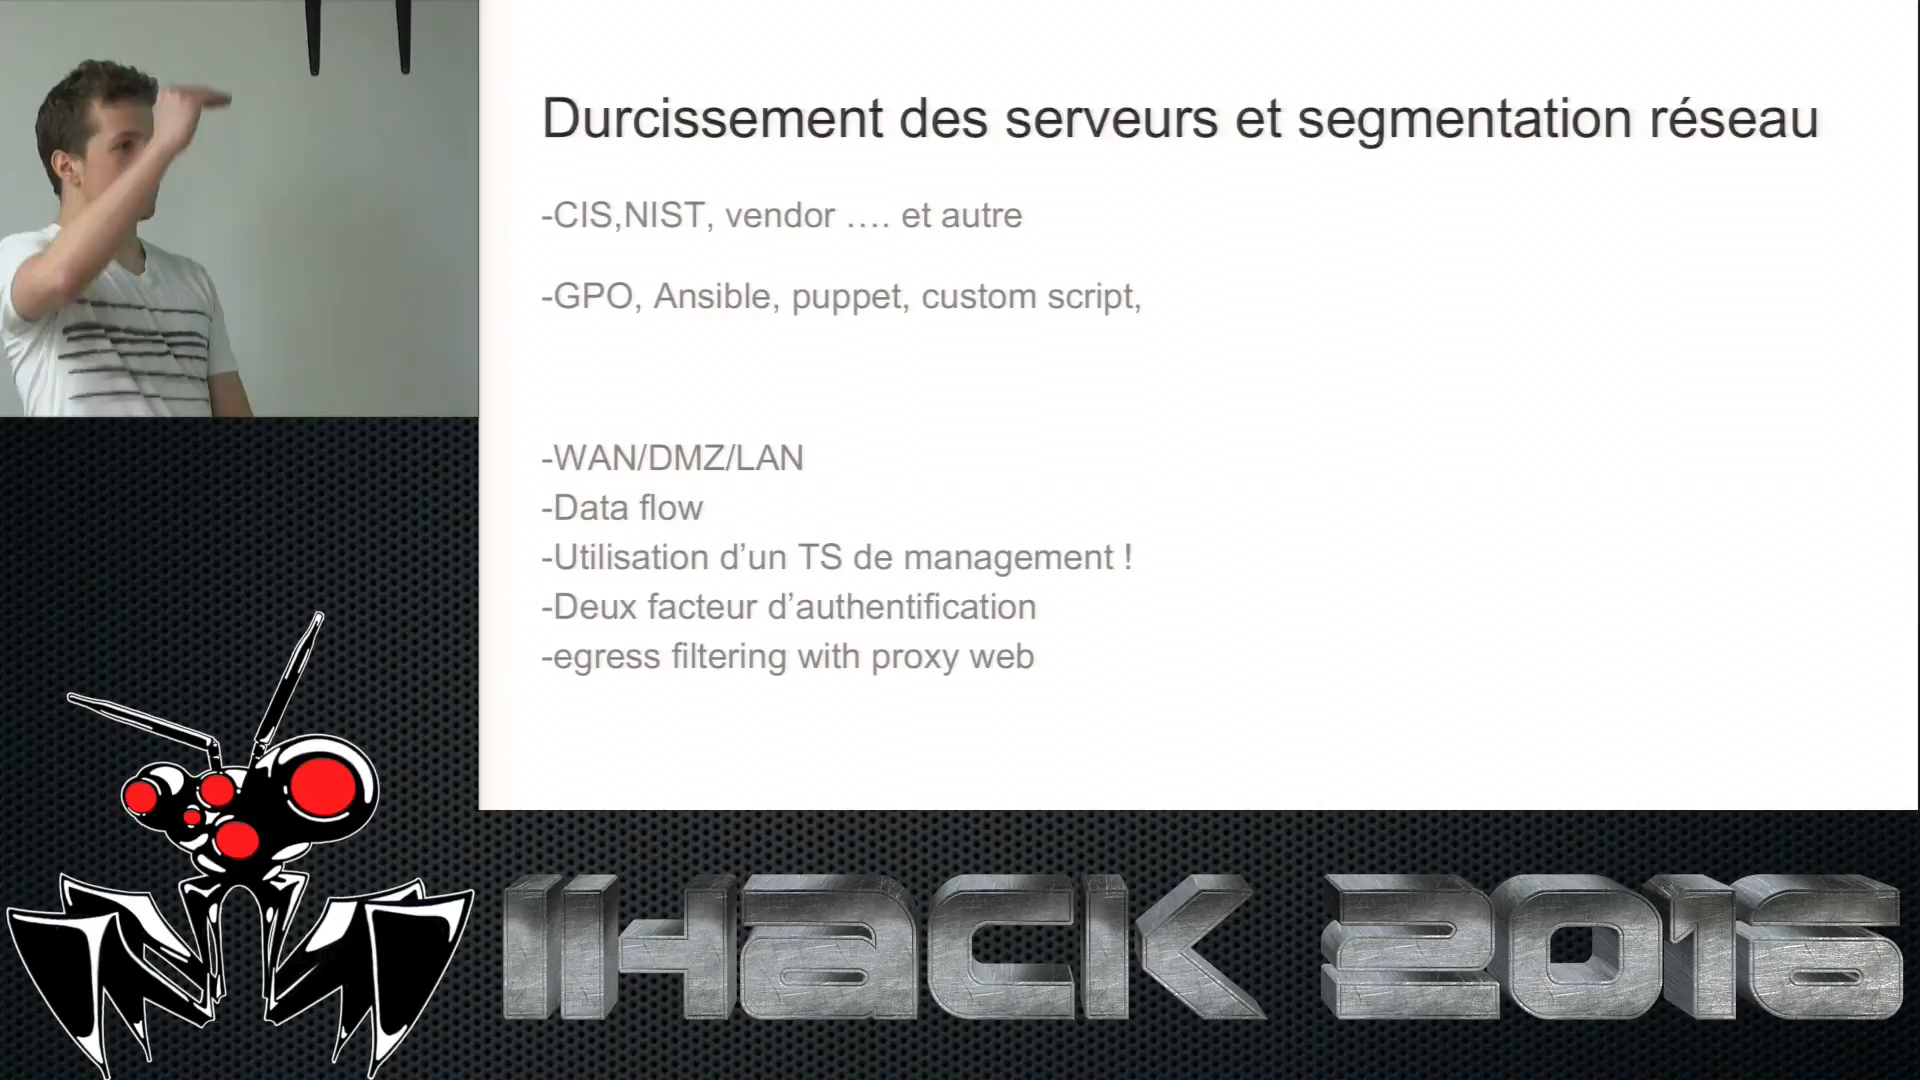 Durcissement des serveurs et segmentation réseau
-CIS,NIST, vendor …. et autre
-GPO, Ansible, puppet, custom script,
-WAN/DMZ/LAN
-Data flow
-Utilisation d’un TS de management !
-Deux facteur d’authentification
-egress filtering with proxy web
iHACK 2016